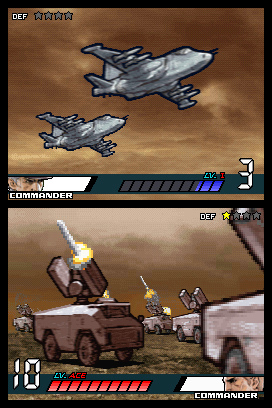 DEF
LV. 1
3
COMMANDER
DEF
10
LV. ACE
COMMANDER